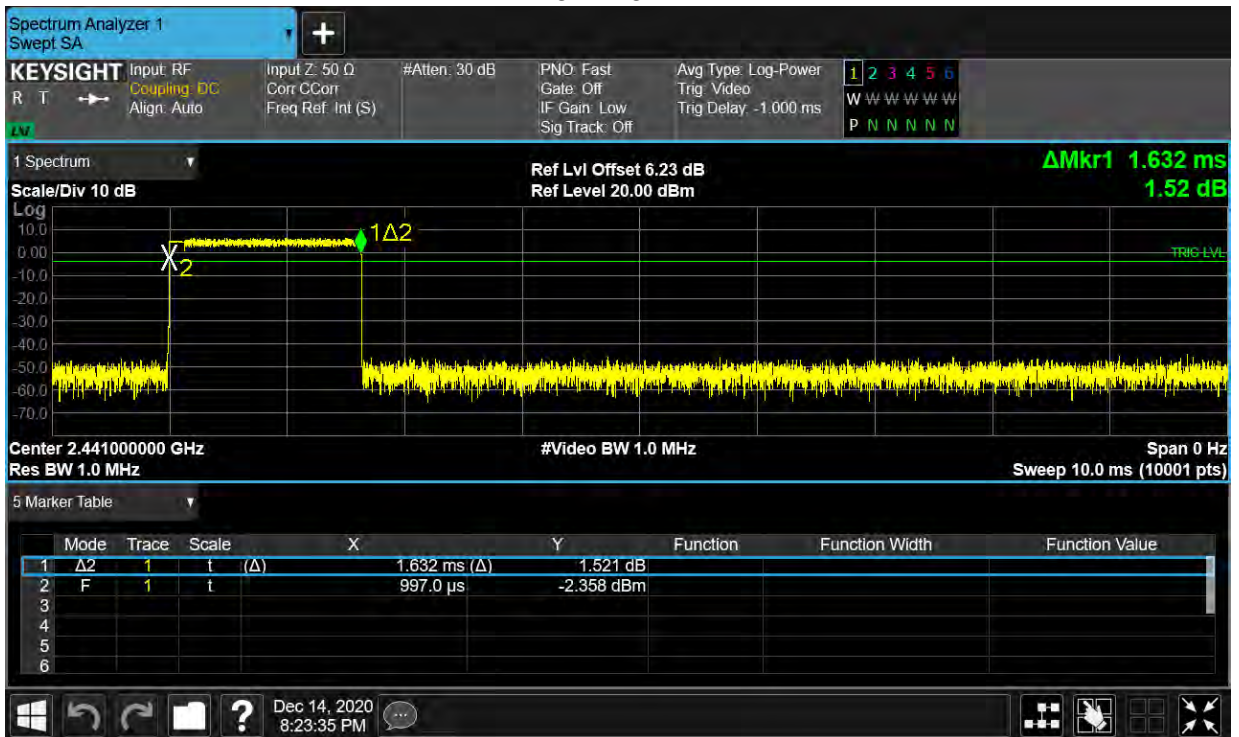 Spectrum Analyzer 1
Swept SA
+
KEYSIGHT Input: RF Input Z: 50 Ω #Atten: 30 dB PNO: Fast Avg Type: Log-Power 1 2 3 4 5 6
R T Coupling: DC Corr CCorr Gate: Off Trig: Video W W W W W W
Align: Auto Freq Ref: Int (S) IF Gain: Low Trig Delay: -1.000 ms
Sig Track: Off P N N N N N
1 Spectrum Ref Lvl Offset 6.23 dB ΔMkr1 1.632 ms
Scale/Div 10 dB Ref Level 20.00 dBm 1.52 dB
Log
10.0 1Δ2
0.00 TRIG LVL
X2
-10.0
-20.0
-30.0
-40.0
-50.0
-60.0
-70.0
Center 2.441000000 GHz #Video BW 1.0 MHz Span 0 Hz
Res BW 1.0 MHz Sweep 10.0 ms (10001 pts)
5 Marker Table
Mode Trace Scale X Y Function Function Width Function Value
1 Δ2 1 t (Δ) 1.632 ms (Δ) 1.521 dB
2 F 1 t 997.0 µs -2.358 dBm
3
4
5
6
? Dec 14, 2020
8:23:35 PM